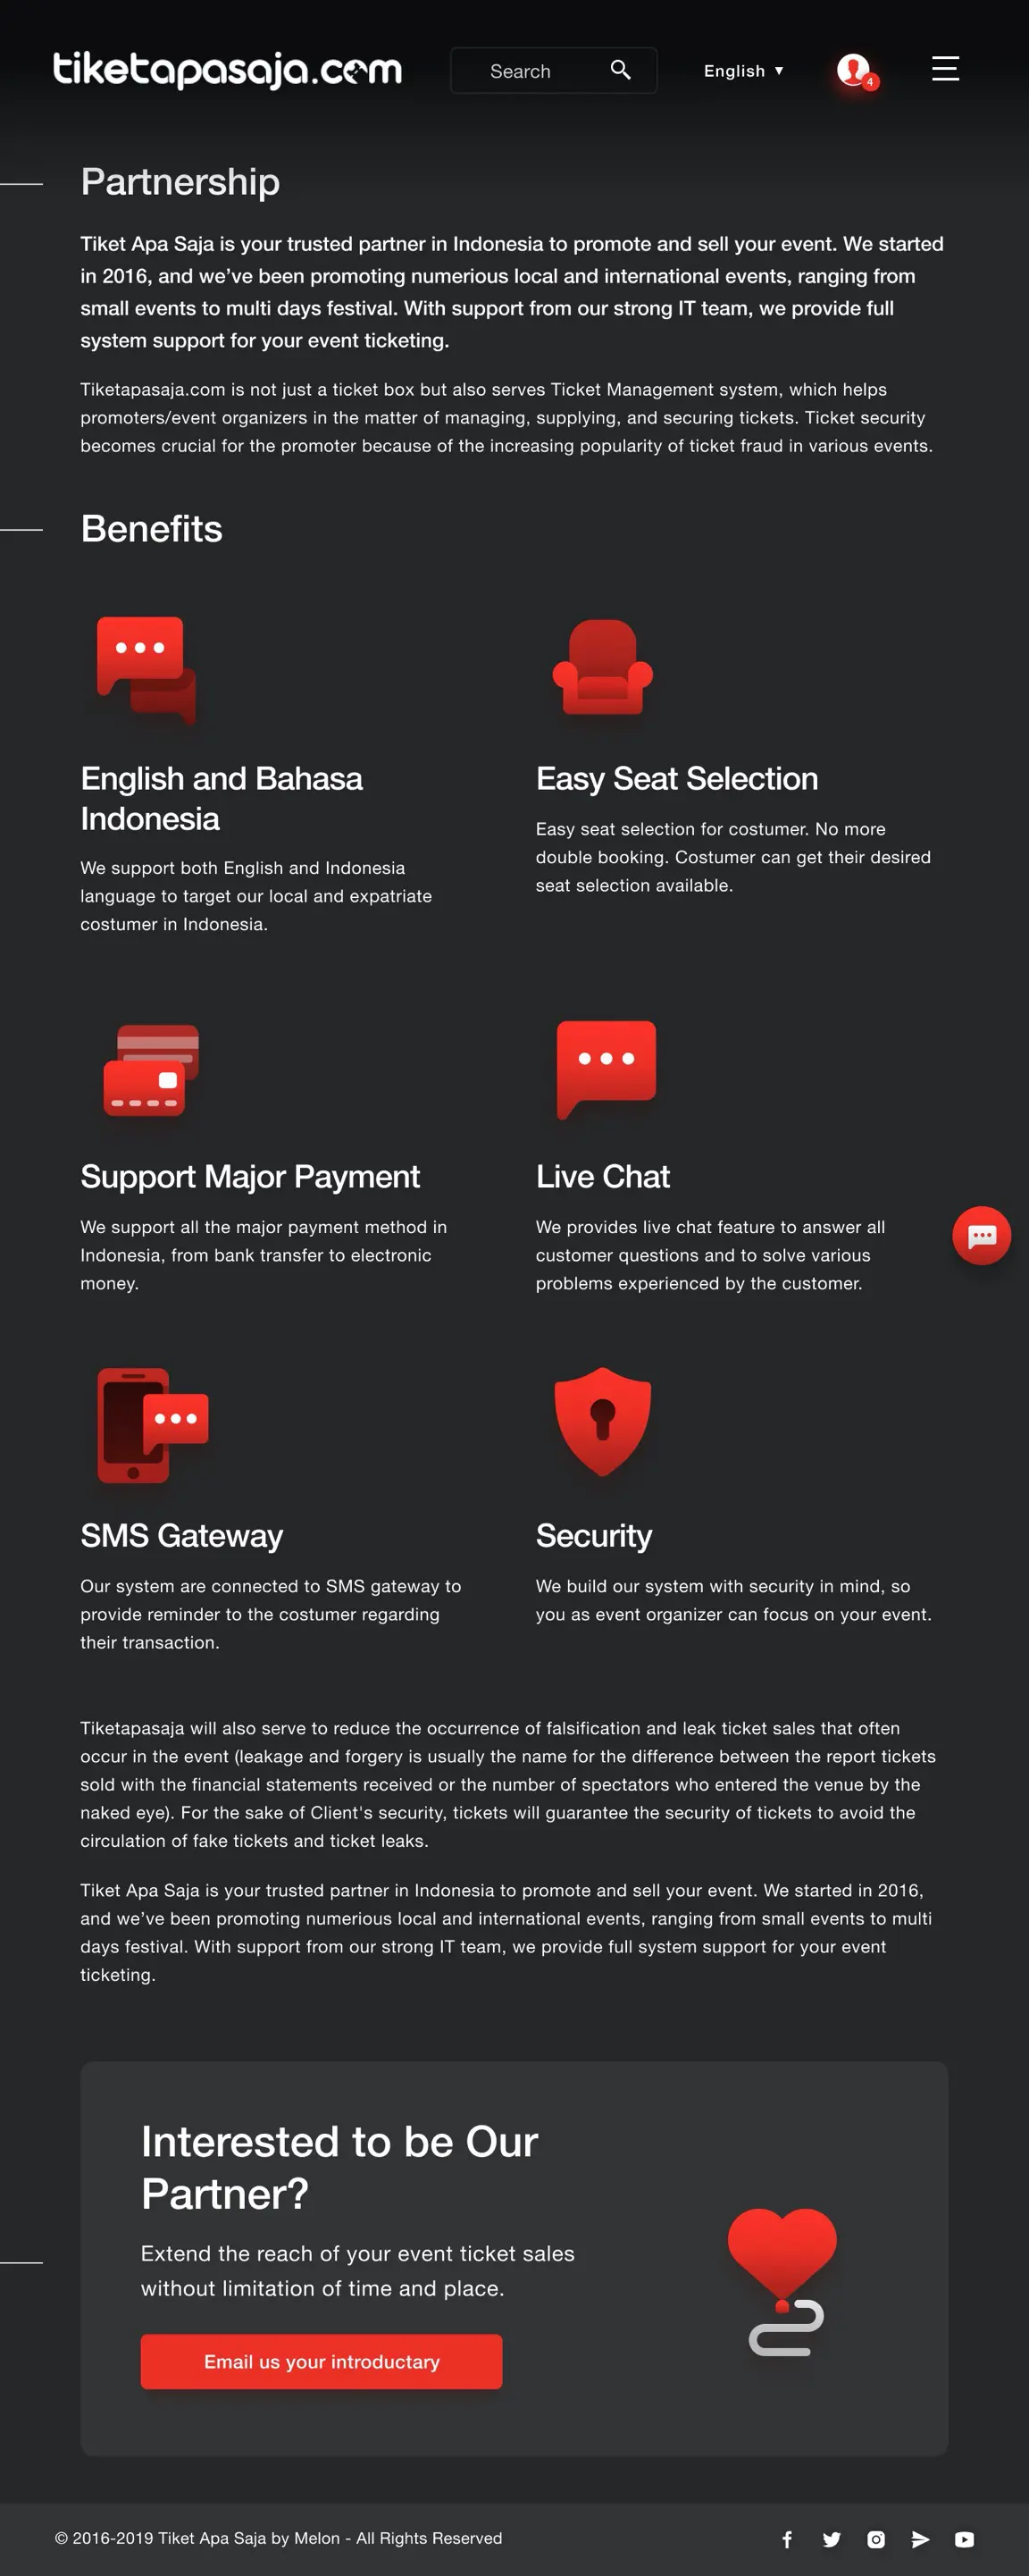 tiketapasaja.com
Search
English ▼
4
Partnership
Tiket Apa Saja is your trusted partner in Indonesia to promote and sell your event. We started
in 2016, and we’ve been promoting numerious local and international events, ranging from
small events to multi days festival. With support from our strong IT team, we provide full
system support for your event ticketing.
Tiketapasaja.com is not just a ticket box but also serves Ticket Management system, which helps
promoters/event organizers in the matter of managing, supplying, and securing tickets. Ticket security
becomes crucial for the promoter because of the increasing popularity of ticket fraud in various events.
Benefits
English and Bahasa
Indonesia
We support both English and Indonesia
language to target our local and expatriate
costumer in Indonesia.
Easy Seat Selection
Easy seat selection for costumer. No more
double booking. Costumer can get their desired
seat selection available.
Support Major Payment
We support all the major payment method in
Indonesia, from bank transfer to electronic
money.
Live Chat
We provides live chat feature to answer all
customer questions and to solve various
problems experienced by the customer.
SMS Gateway
Our system are connected to SMS gateway to
provide reminder to the costumer regarding
their transaction.
Security
We build our system with security in mind, so
you as event organizer can focus on your event.
Tiketapasaja will also serve to reduce the occurrence of falsification and leak ticket sales that often
occur in the event (leakage and forgery is usually the name for the difference between the report tickets
sold with the financial statements received or the number of spectators who entered the venue by the
naked eye). For the sake of Client's security, tickets will guarantee the security of tickets to avoid the
circulation of fake tickets and ticket leaks.
Tiket Apa Saja is your trusted partner in Indonesia to promote and sell your event. We started in 2016,
and we’ve been promoting numerious local and international events, ranging from small events to multi
days festival. With support from our strong IT team, we provide full system support for your event
ticketing.
Interested to be Our
Partner?
Extend the reach of your event ticket sales
without limitation of time and place.
Email us your introductary
© 2016-2019 Tiket Apa Saja by Melon - All Rights Reserved